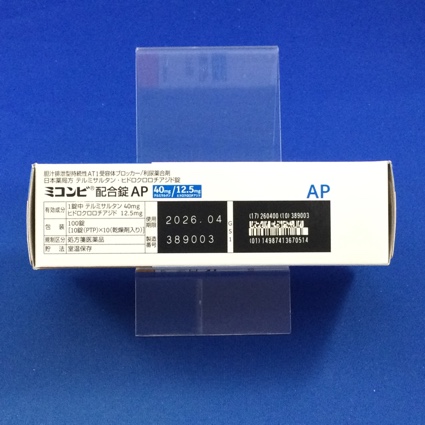 胆汁排泄型持続性AT1受容体ブロッカー/利尿薬合剤
日本薬局方 テルミサルタン・ヒドロクロロチアジド錠
ミコンビ®配合錠AP 40mg/12.5mg
AP
有効成分 1錠中 テルミサルタン 40mg
ヒドロクロロチアジド 12.5mg
包装 100錠
[10錠(PTP)×10(乾燥剤入り)]
規制区分 処方箋医薬品
貯法 室温保存
使用期限 2026.04
製造番号 389003
GS1
(17)260400(10)389003
(01)14987413670514